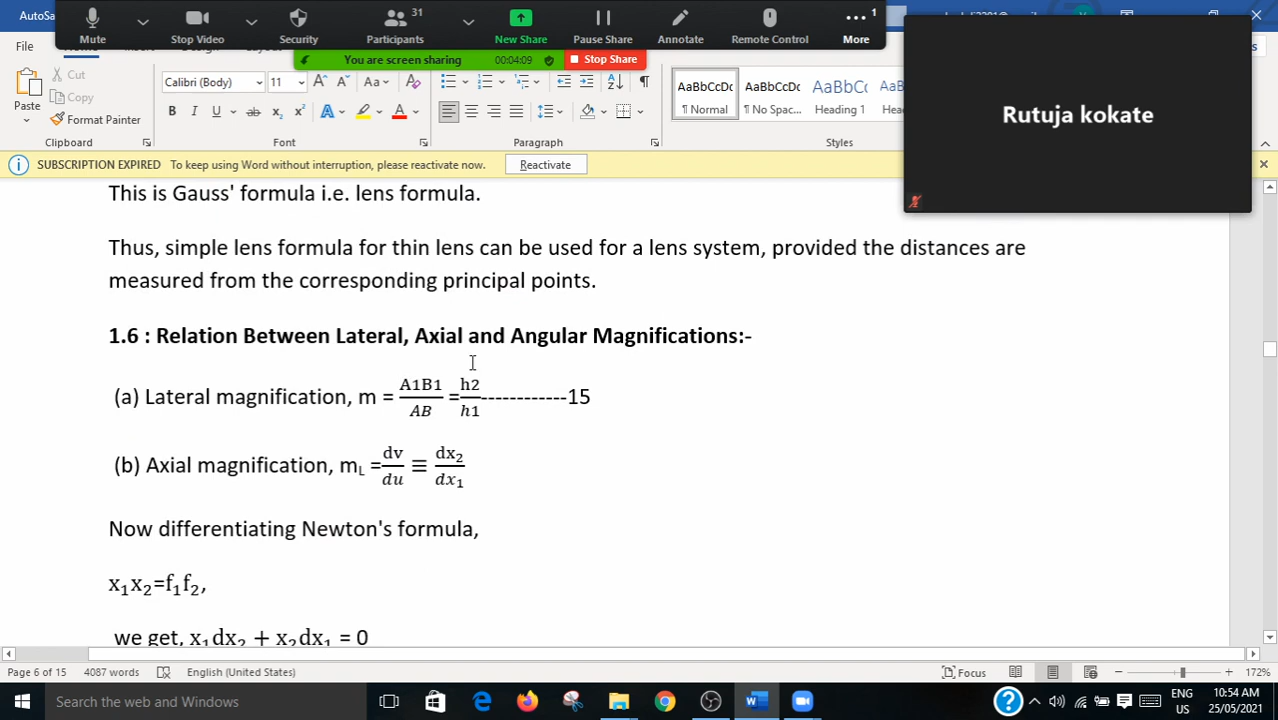 AutoSa
Mute
Stop Video
Security
31
Participants
New Share
Pause Share
Annotate
Remote Control
1
More
You are screen sharing
00:04:09
Stop Share
File
Cut
Copy
Format Painter
Paste
Clipboard
Calibri (Body)
11
Aa
Font
Paragraph
AaBbCcDc
¶ Normal
AaBbCcDc
¶ No Spac...
AaBbC
Heading 1
Styles
Rutuja kokate
SUBSCRIPTION EXPIRED To keep using Word without interruption, please reactivate now.
Reactivate
This is Gauss' formula i.e. lens formula.
Thus, simple lens formula for thin lens can be used for a lens system, provided the distances are
measured from the corresponding principal points.
1.6 : Relation Between Lateral, Axial and Angular Magnifications:-
(a) Lateral magnification, m = A1B1/AB =h2/h1------------15
(b) Axial magnification, mL =dv/du ≡ dx₂/dx₁
Now differentiating Newton's formula,
x₁x₂=f₁f₂,
we get, x₁dx₂ + x₂dx₁ = 0
Page 6 of 15
4087 words
English (United States)
Focus
172%
Search Windows
ENG
US
10:54 AM
25/05/2021